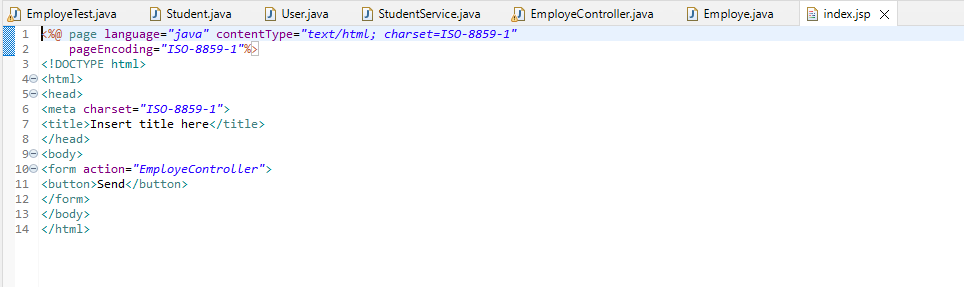 EmployeTest.java Student.java User.java StudentService.java EmployeController.java Employe.java index.jsp
1 <%@ page language="java" contentType="text/html; charset=ISO-8859-1"
2 pageEncoding="ISO-8859-1"%>
3 <!DOCTYPE html>
4 <html>
5 <head>
6 <meta charset="ISO-8859-1">
7 <title>Insert title here</title>
8 </head>
9 <body>
10 <form action="EmployeController">
11 <button>Send</button>
12 </form>
13 </body>
14 </html>